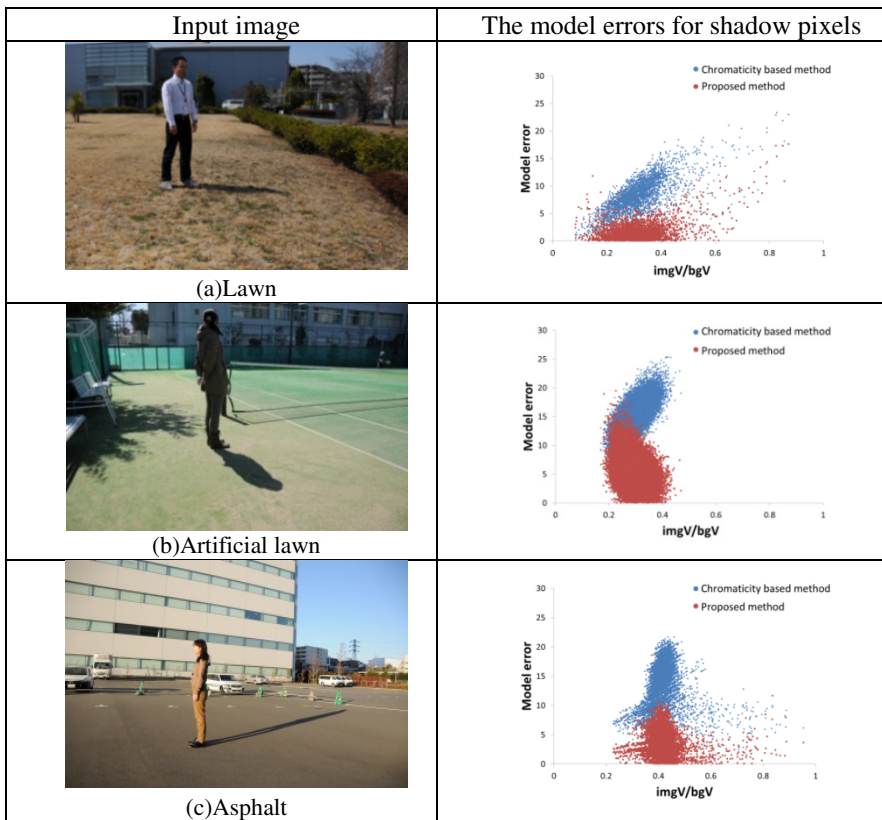 Input image
The model errors for shadow pixels
Chromaticity based method
Proposed method
Model error
30
25
20
15
10
5
0
0 0.2 0.4 0.6 0.8 1
imgV/bgV
(a)Lawn
Chromaticity based method
Proposed method
Model error
30
25
20
15
10
5
0
0 0.2 0.4 0.6 0.8 1
imgV/bgV
(b)Artificial lawn
Chromaticity based method
Proposed method
Model error
30
25
20
15
10
5
0
0 0.2 0.4 0.6 0.8 1
imgV/bgV
(c)Asphalt